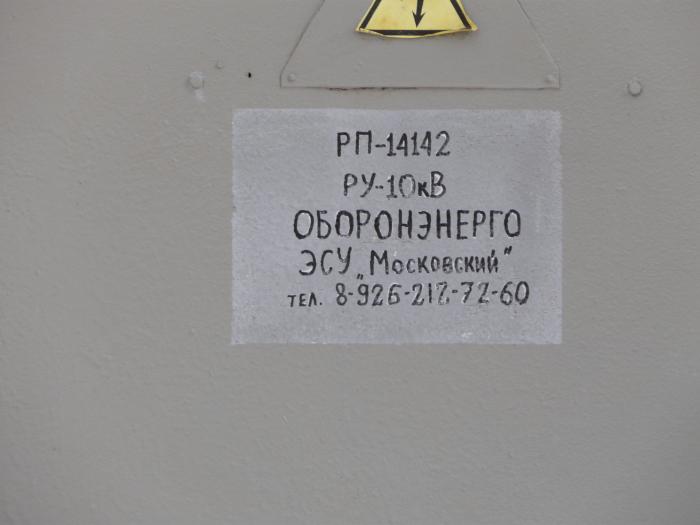 РП-14142
РУ-10кВ
ОБОРОНЭНЕРГО
ЭСУ „Московский"
тел. 8-926-212-72-60